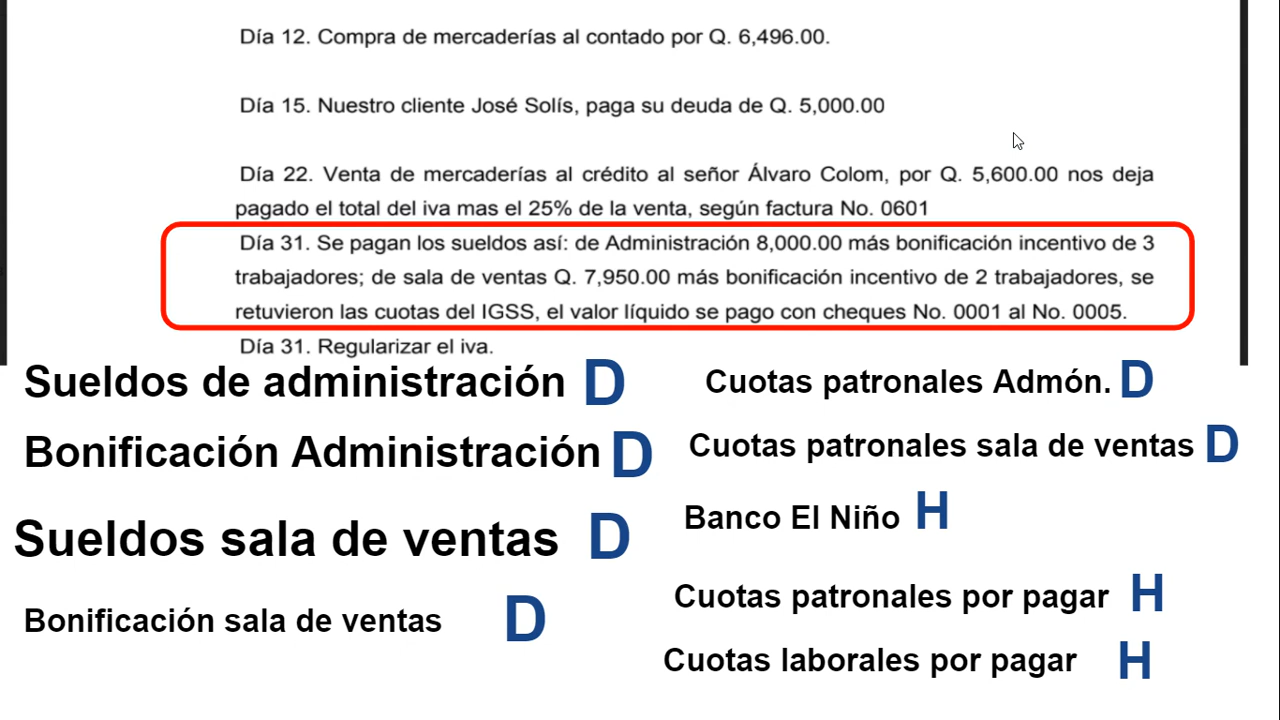 Día 12. Compra de mercaderías al contado por Q. 6,496.00.
Día 15. Nuestro cliente José Solís, paga su deuda de Q. 5,000.00
Día 22. Venta de mercaderías al crédito al señor Álvaro Colom, por Q. 5,600.00 nos deja
pagado el total del iva mas el 25% de la venta, según factura No. 0601
Día 31. Se pagan los sueldos así: de Administración 8,000.00 más bonificación incentivo de 3
trabajadores; de sala de ventas Q. 7,950.00 más bonificación incentivo de 2 trabajadores, se
retuvieron las cuotas del IGSS, el valor líquido se pago con cheques No. 0001 al No. 0005.
Día 31. Regularizar el iva.
Sueldos de administración D
Bonificación Administración D
Sueldos sala de ventas D
Bonificación sala de ventas D
Cuotas patronales Admón. D
Cuotas patronales sala de ventas D
Banco El Niño H
Cuotas patronales por pagar H
Cuotas laborales por pagar H